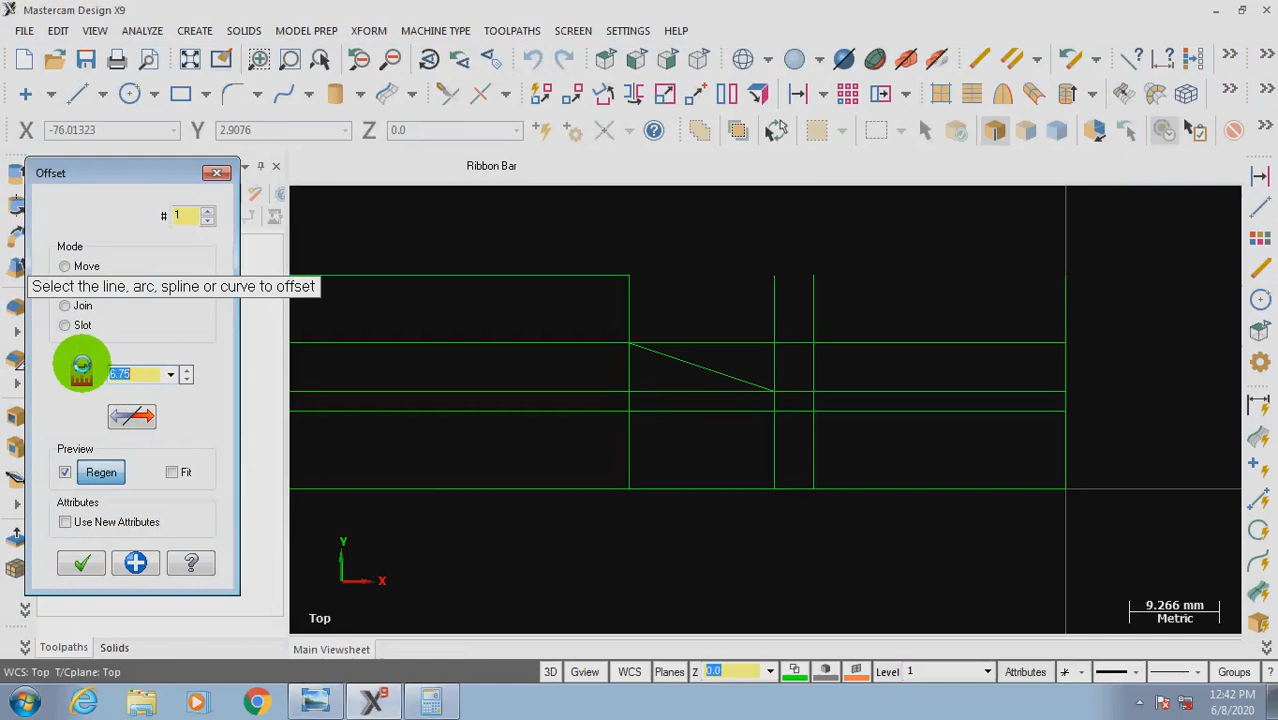 Mastercam Design X9
FILE EDIT VIEW ANALYZE CREATE SOLIDS MODEL PREP XFORM MACHINE TYPE TOOLPATHS SCREEN SETTINGS HELP
X -76.01323 Y 2.9076 Z 0.0
Ribbon Bar
Offset
# 1
Mode
Move
Select the line, arc, spline or curve to offset
Join
Slot
6.75
Preview
Regen Fit
Attributes
Use New Attributes
Y
X
Top
9.266 mm
Metric
Toolpaths Solids
Main Viewsheet
WCS: Top T/Cplane: Top
3D Gview WCS Planes Z 0.0 Level 1 Attributes Groups ?
12:42 PM
6/8/2020